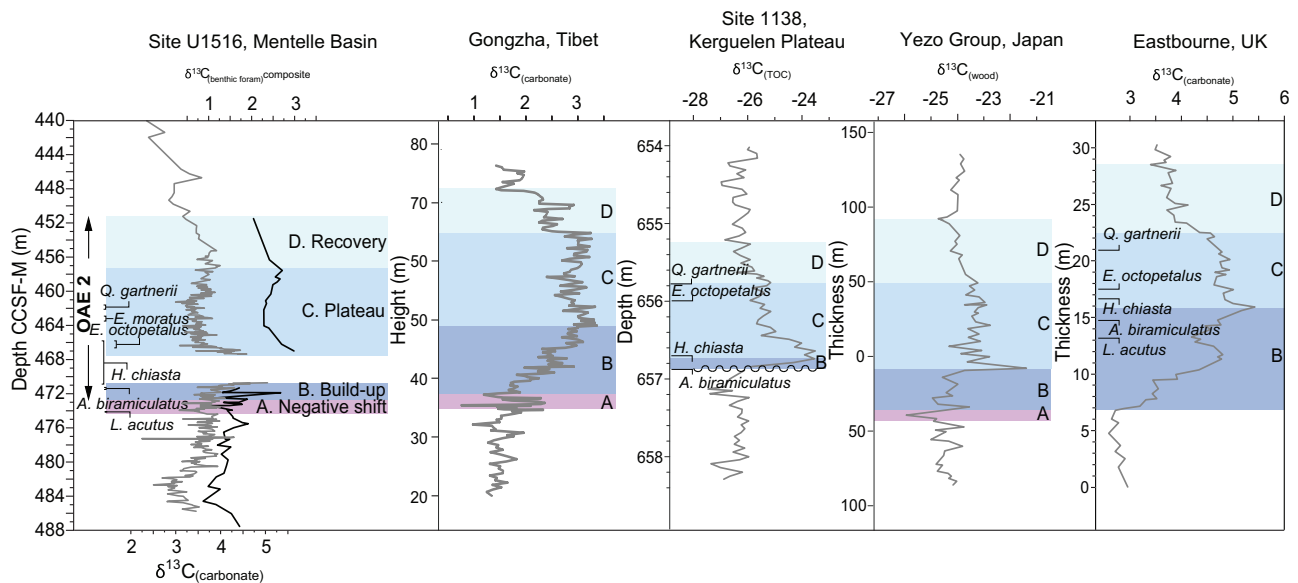 Site U1516, Mentelle Basin
δ13C(benthic foram)composite
1 2 3
Depth CCSF-M (m)
440
444
448
452
456
460
464
468
472
476
480
484
488
OAE 2
D. Recovery
C. Plateau
B. Build-up
A. Negative shift
Q. gartnerii
E. moratus
E. octopetalus
H. chiasta
A. biramiculatus
L. acutus
2 3 4 5
δ13C(carbonate)
Gongzha, Tibet
δ13C(carbonate)
1 2 3
Height (m)
80
70
60
50
40
30
20
D
C
B
A
Site 1138,
Kerguelen Plateau
δ13C(TOC)
-28 -26 -24
Depth (m)
654
655
656
657
658
D
Q. gartnerii
E. octopetalus
C
H. chiasta
B
A. biramiculatus
Yezo Group, Japan
δ13C(wood)
-27 -25 -23 -21
Thickness (m)
150
100
50
0
50
100
D
C
B
A
Eastbourne, UK
δ13C(carbonate)
3 4 5 6
Thickness (m)
30
25
20
15
10
5
0
D
Q. gartnerii
C
E. octopetalus
H. chiasta
A. biramiculatus
L. acutus
B